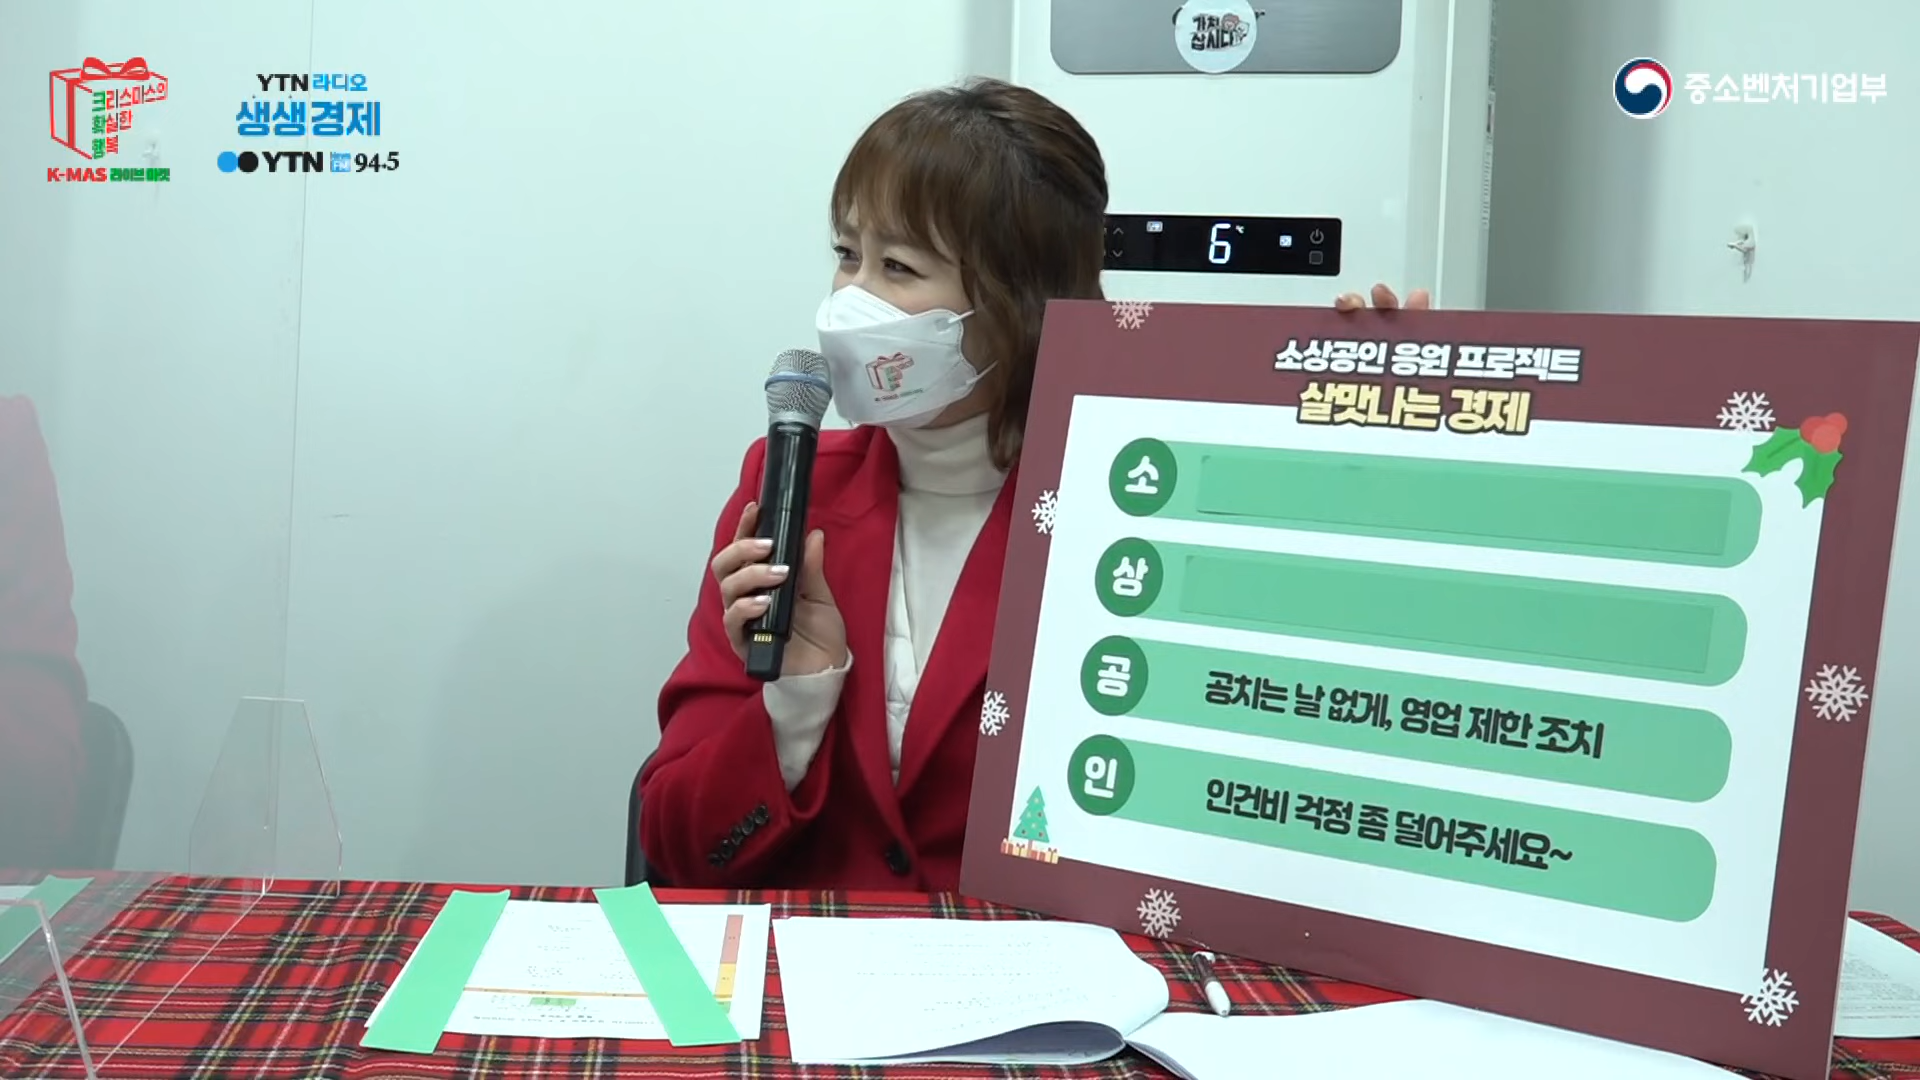 크리스마스의
확실한
행복
K-MAS 라이브 마켓
YTN 라디오
생생경제
YTN FM 94.5
가치
삽시다
중소벤처기업부
6℃
소상공인 응원 프로젝트
살맛나는 경제
소
상
공 공치는 날 없게, 영업 제한 조치
인 인건비 걱정 좀 덜어주세요~